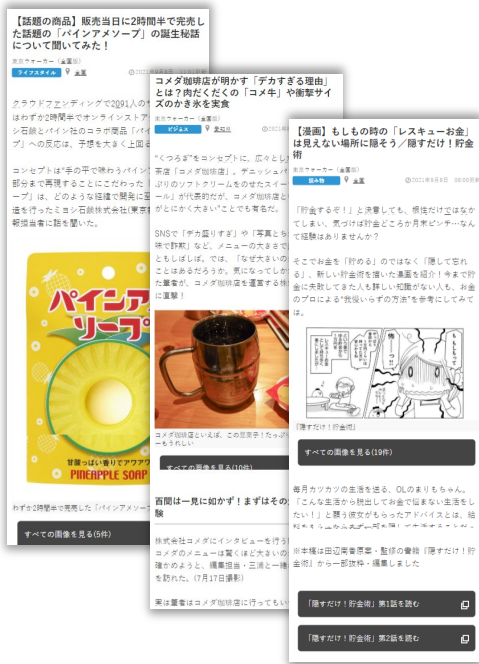 【話題の商品】販売当日に2時間半で完売し
た話題の「パインアメソープ」の誕生秘話
について聞いてみた！
東京ウォーカー（全国版）
ライフスタイル
全国
クラウドファンディングで2091人の
はわずか2時間半でオンラインスト
シ石鹸とパイン社のコラボ商品「パイ
プ」への反応は、予想を大きく上回る
コンセプトは“手の平で味わうパイン
部分まで再現することにこだわった「
ープ」は、どのような経緯で開発に至
造を行ったミヨシ石鹸株式会社(東京
報担当者に話を聞いた。
パインア
ソープ
甘酸っぱい香りでアワアワ
PINEAPPLE SOAP
わずか2時間半で完売した「パインアメソープ
すべての画像を見る(5件)
コメダ珈琲店が明かす「デカすぎる理由」
とは？肉だくだくの「コメ牛」や衝撃サイ
ズのかき氷を実食
東京ウォーカー（全国版）
ビジネス
愛知県
“くつろぎ”をコンセプトに、広々とし
茶店「コメダ珈琲店」。デニッシュパ
ぷりのソフトクリームをのせたスイー
ール」が代表的だが、コメダ珈琲店と
がとにかく大きい”ことでも有名だ。
SNSで「デカ盛りすぎ」や「写真とち
味で詐欺」など、メニューの大きさで
ともしばしば。では、「なぜ大きいの
ことはあるだろうか。気になってしか
た筆者が、コメダ珈琲店を運営する株
に直撃！
コメダ珈琲店といえば、この豆菓子！たっぷ
ーもうれしい
すべての画像を見る(10件)
百聞は一見に如かず！まずはその
験
株式会社コメダにインタビューを行う
コメダのメニューは驚くほど大きいの
確かめようと、編集担当・三浦と一緒
を訪れた。(7月17日撮影)
実は筆者はコメダ珈琲店に行ってもい
【漫画】もしもの時の「レスキューお金」
は見えない場所に隠そう／隠すだけ！貯金
術
東京ウォーカー（全国版）
読み物
全国
2021年9月8日
「貯金するぞ！」と決意しても、根性だけではなか
てしまい、気づけば貯金どころか月末ピンチ…なん
て経験はありませんか？
そこでお金を「貯める」のではなく「隠して忘れ
る」、新しい貯金術を描いた漫画を紹介！今まで貯
金に失敗してきた人も詳しい知識がない人も、お金
のプロによる“我慢いらずの方法”を参考にしてみて
は。
『隠すだけ！貯金術』
すべての画像を見る(19件)
毎月カツカツの生活を送る、OLのまりもちゃん。
「こんな生活から脱出してお金で悩まない生活をし
たい！」と願う彼女がもらったアドバイスとは、給
※本稿は田辺南香原案・監修の書籍『隠すだけ！貯
金術』から一部抜粋・編集しました
「隠すだけ！貯金術」第1話を読む
「隠すだけ！貯金術」第2話を読む